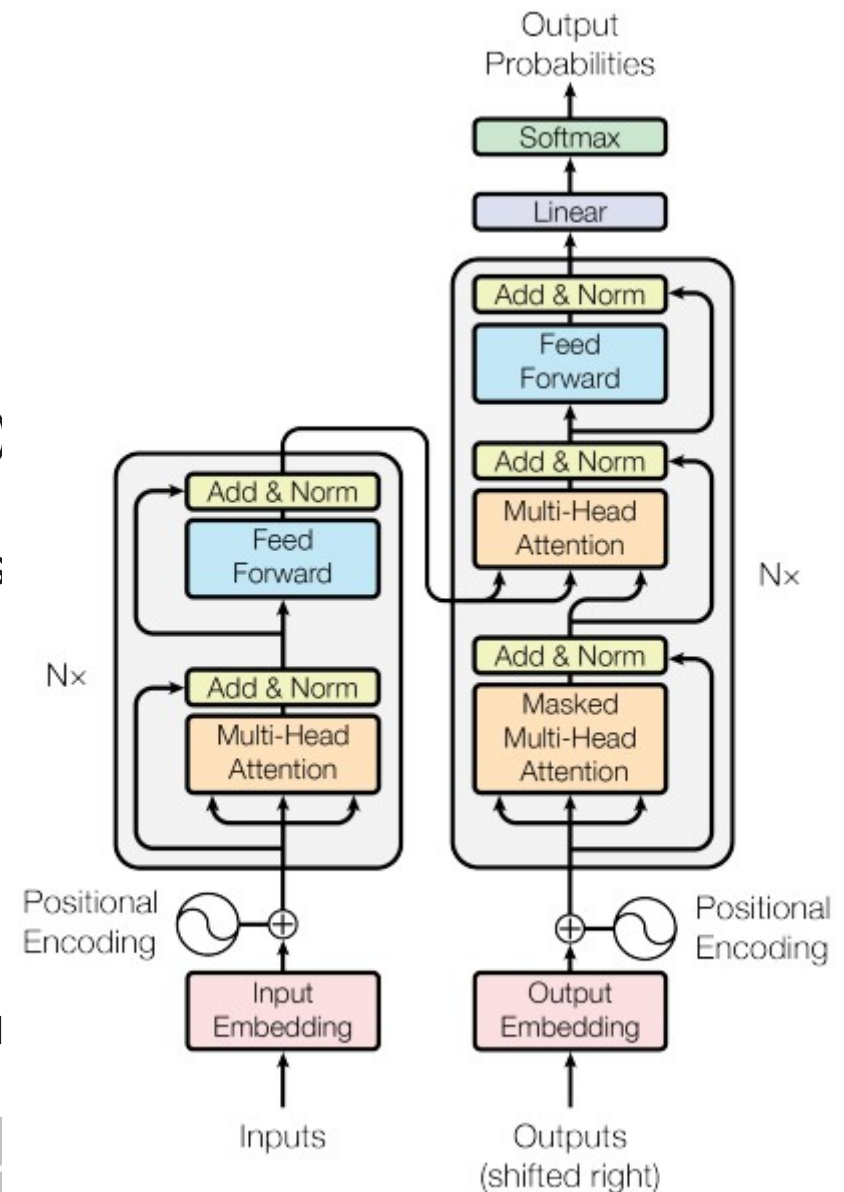 Output
Probabilities
Softmax
Linear
Add & Norm
Feed
Forward
Add & Norm
Multi-Head
Attention
Nx
Add & Norm
Masked
Multi-Head
Attention
Add & Norm
Feed
Forward
Nx
Add & Norm
Multi-Head
Attention
Positional
Encoding
Positional
Encoding
Input
Embedding
Output
Embedding
Inputs
Outputs
(shifted right)